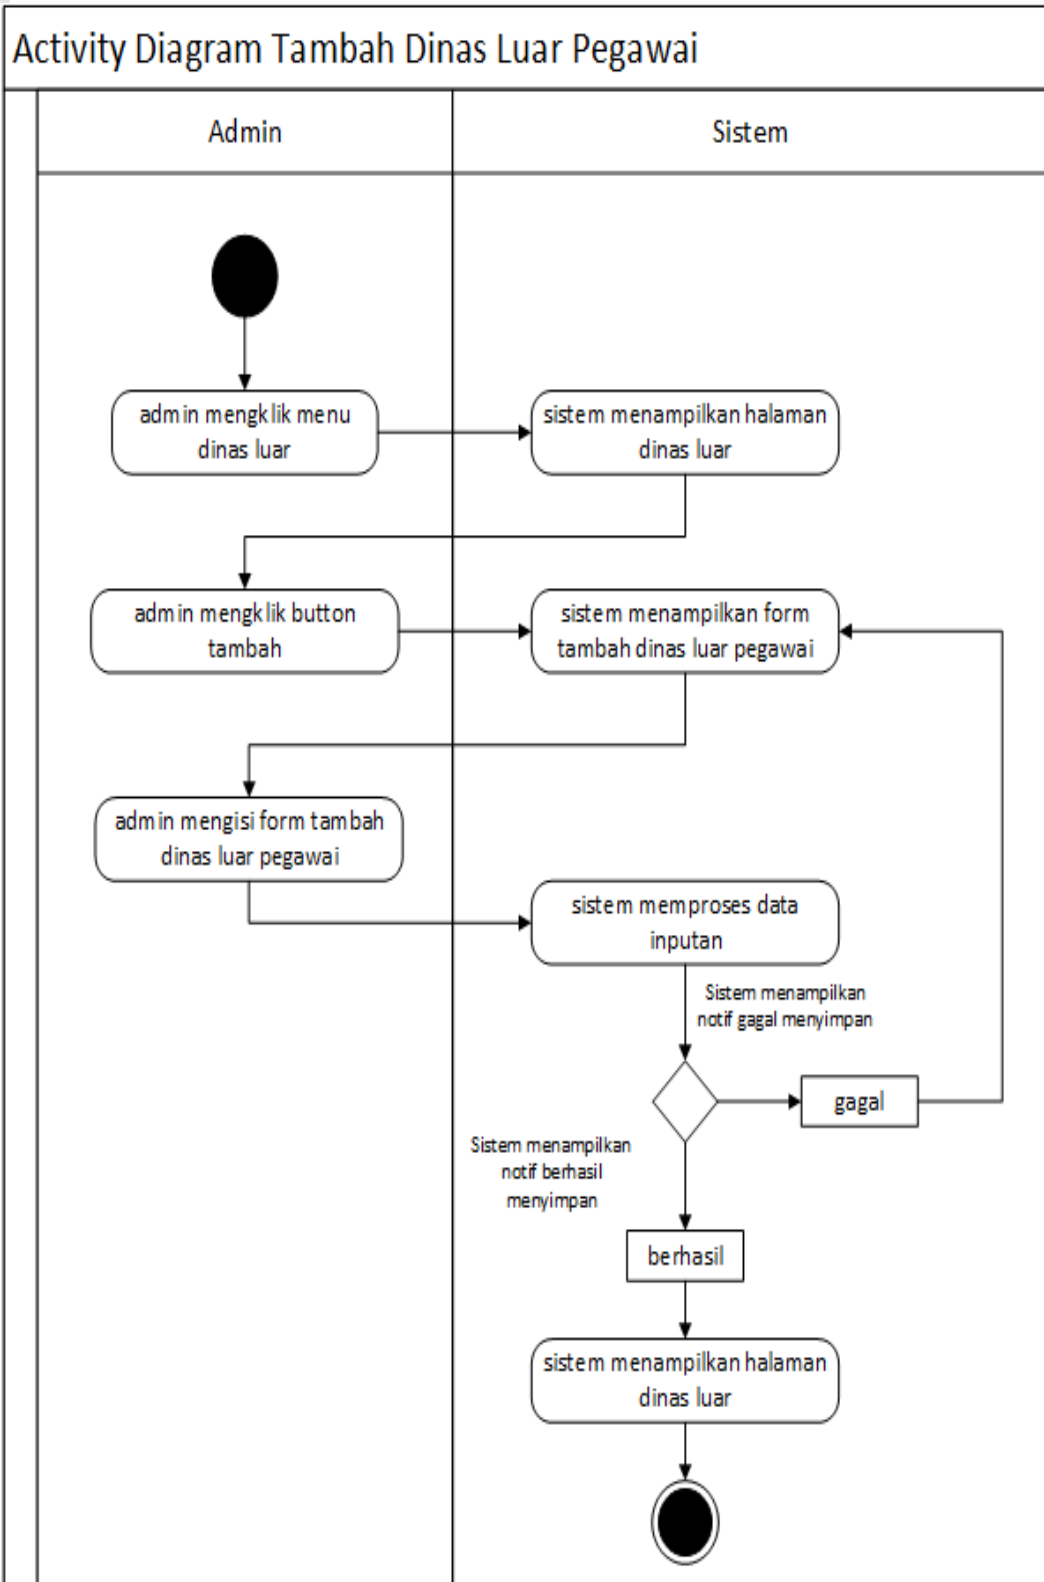 Activity Diagram Tambah Dinas Luar Pegawai
Admin
Sistem
admin mengklik menu
dinas luar
sistem menampilkan halaman
dinas luar
admin mengklik button
tambah
sistem menampilkan form
tambah dinas luar pegawai
admin mengisi form tambah
dinas luar pegawai
sistem memproses data
inputan
Sistem menampilkan
notif gagal menyimpan
gagal
Sistem menampilkan
notif berhasil
menyimpan
berhasil
sistem menampilkan halaman
dinas luar